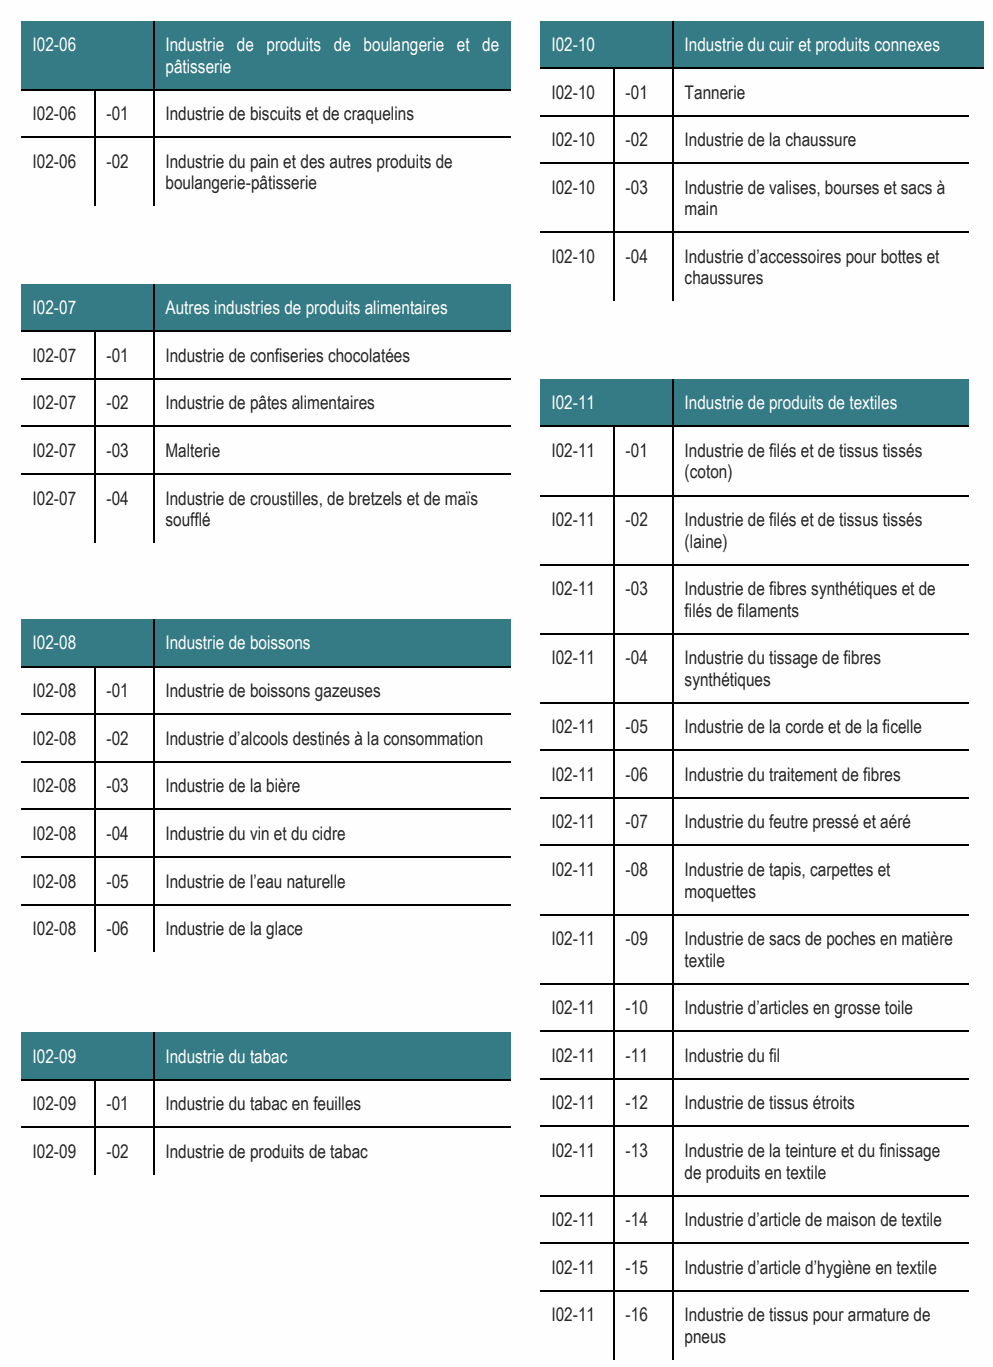 I02-06 Industrie de produits de boulangerie et de
pâtisserie
I02-06 -01 Industrie de biscuits et de craquelins
I02-06 -02 Industrie du pain et des autres produits de
boulangerie-pâtisserie
I02-07 Autres industries de produits alimentaires
I02-07 -01 Industrie de confiseries chocolatées
I02-07 -02 Industrie de pâtes alimentaires
I02-07 -03 Malterie
I02-07 -04 Industrie de croustilles, de bretzels et de maïs
soufflé
I02-08 Industrie de boissons
I02-08 -01 Industrie de boissons gazeuses
I02-08 -02 Industrie d’alcools destinés à la consommation
I02-08 -03 Industrie de la bière
I02-08 -04 Industrie du vin et du cidre
I02-08 -05 Industrie de l’eau naturelle
I02-08 -06 Industrie de la glace
I02-09 Industrie du tabac
I02-09 -01 Industrie du tabac en feuilles
I02-09 -02 Industrie de produits de tabac
I02-10 Industrie du cuir et produits connexes
I02-10 -01 Tannerie
I02-10 -02 Industrie de la chaussure
I02-10 -03 Industrie de valises, bourses et sacs à
main
I02-10 -04 Industrie d’accessoires pour bottes et
chaussures
I02-11 Industrie de produits de textiles
I02-11 -01 Industrie de filés et de tissus tissés
(coton)
I02-11 -02 Industrie de filés et de tissus tissés
(laine)
I02-11 -03 Industrie de fibres synthétiques et de
filés de filaments
I02-11 -04 Industrie du tissage de fibres
synthétiques
I02-11 -05 Industrie de la corde et de la ficelle
I02-11 -06 Industrie du traitement de fibres
I02-11 -07 Industrie du feutre pressé et aéré
I02-11 -08 Industrie de tapis, carpettes et
moquettes
I02-11 -09 Industrie de sacs de poches en matière
textile
I02-11 -10 Industrie d’articles en grosse toile
I02-11 -11 Industrie du fil
I02-11 -12 Industrie de tissus étroits
I02-11 -13 Industrie de la teinture et du finissage
de produits en textile
I02-11 -14 Industrie d’article de maison de textile
I02-11 -15 Industrie d’article d’hygiène en textile
I02-11 -16 Industrie de tissus pour armature de
pneus